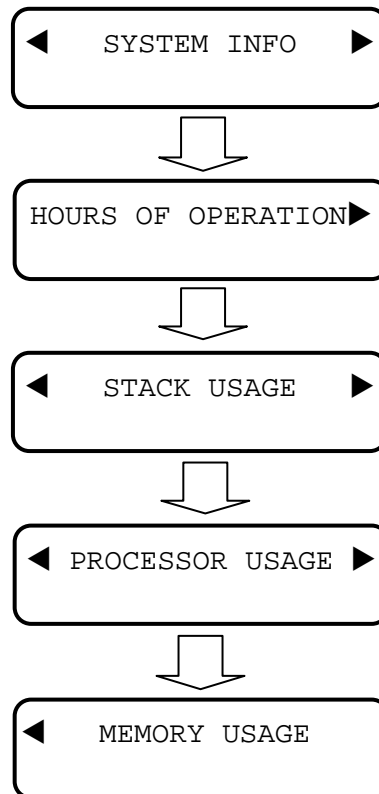 ◀ SYSTEM INFO ▶
HOURS OF OPERATION▶
◀ STACK USAGE ▶
◀ PROCESSOR USAGE ▶
◀ MEMORY USAGE